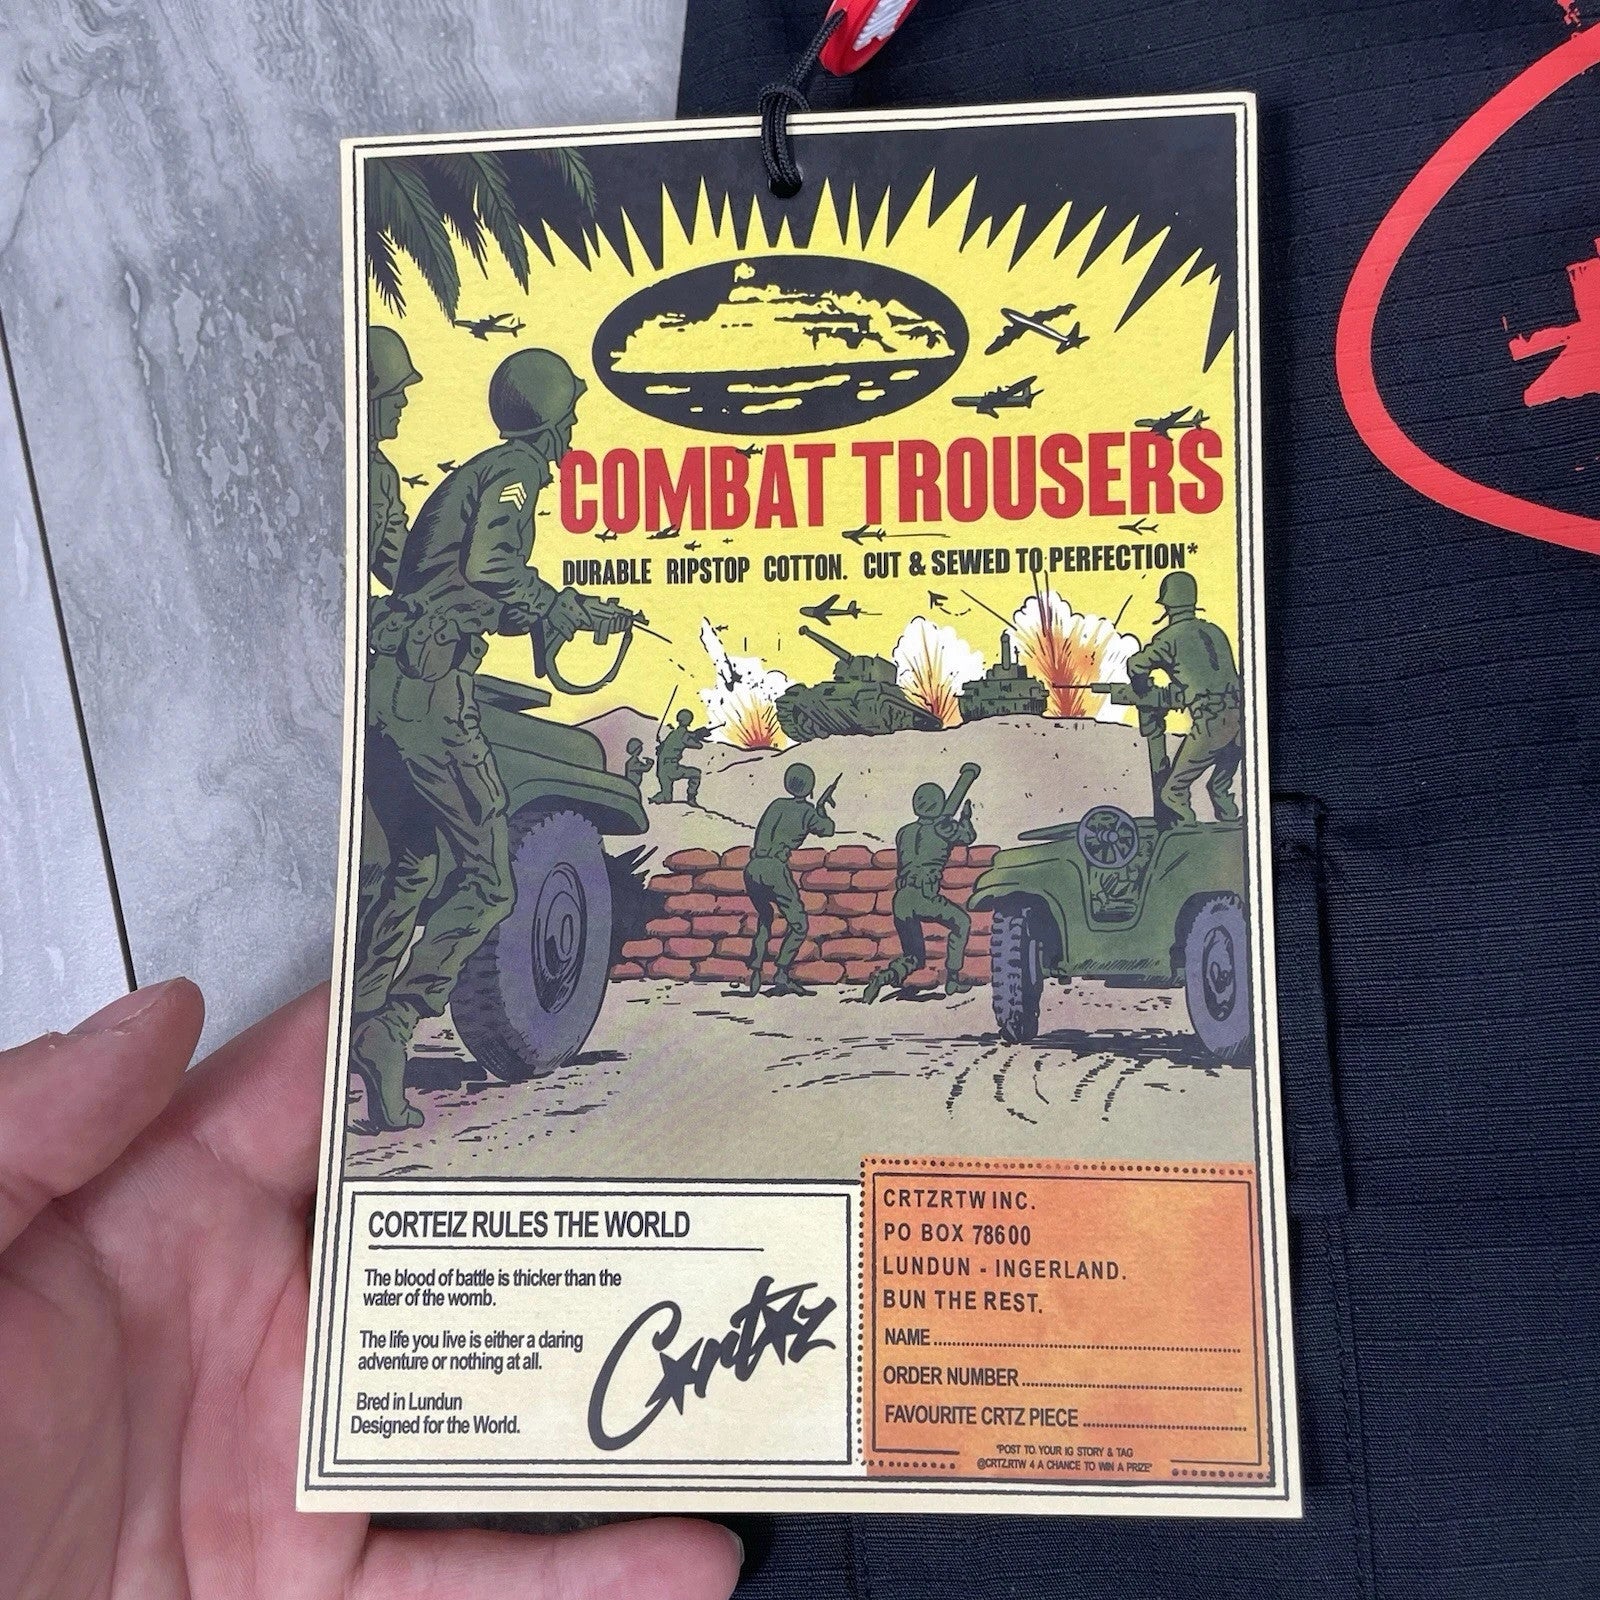 COMBAT TROUSERS
DURABLE RIPSTOP COTTON. CUT & SEWED TO PERFECTION*
CORTEIZ RULES THE WORLD
The blood of battle is thicker than the
water of the womb.
The life you live is either a daring
adventure or nothing at all.
Bred in Lundun
Designed for the World.
Corteiz
CRTZRTW INC.
PO BOX 78600
LUNDUN - INGERLAND.
BUN THE REST.
NAME
ORDER NUMBER
FAVOURITE CRTZ PIECE
*POST TO YOUR IG STORY & TAG
@CRTZ.RTW 4 A CHANCE TO WIN A PRIZE*